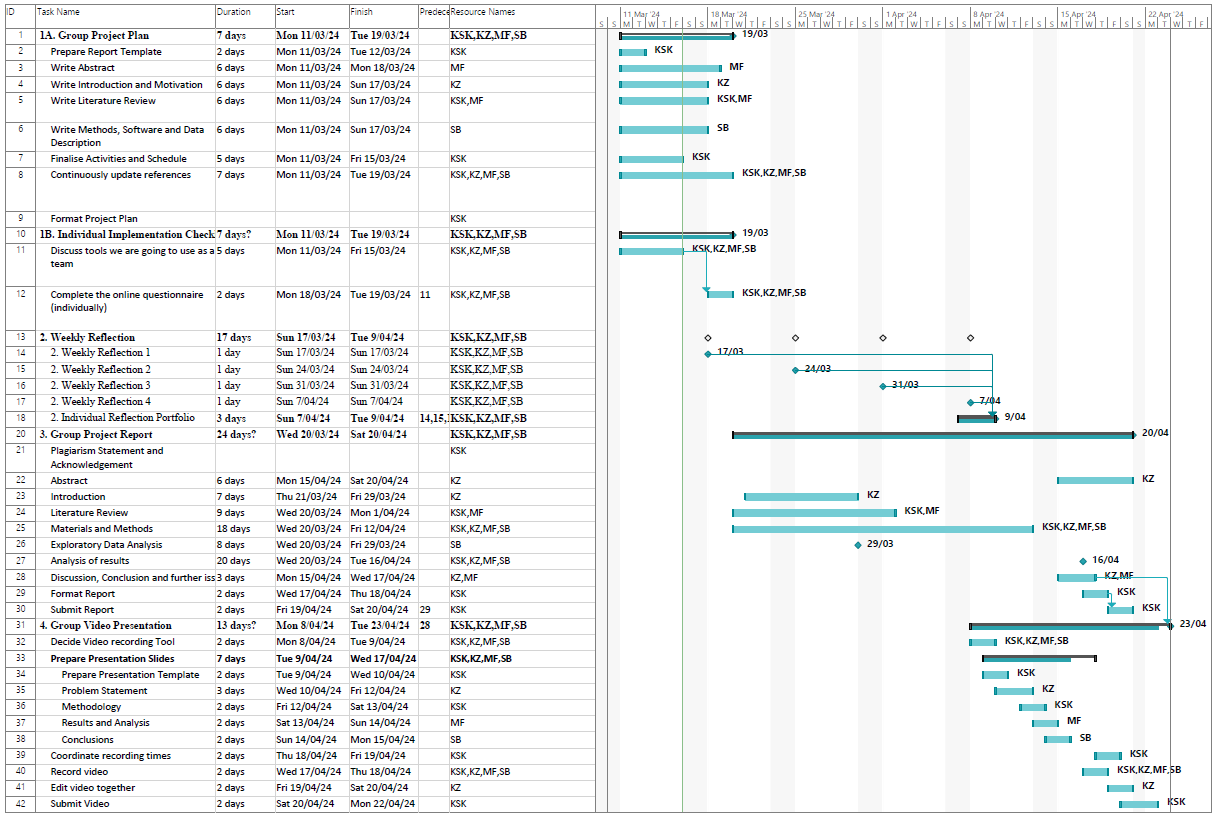 ID Task Name Duration Start Finish Predece Resource Names
11 Mar '24 18 Mar '24 25 Mar '24 1 Apr '24 8 Apr '24 15 Apr '24 22 Apr '24
S S M T W T F S S M T W T F S S M T W T F S S M T W T F S S M T W T F S S M T W T F S S M T W T F
1 1A. Group Project Plan 7 days Mon 11/03/24 Tue 19/03/24 KSK,KZ,MF,SB 19/03
2 Prepare Report Template 2 days Mon 11/03/24 Tue 12/03/24 KSK KSK
3 Write Abstract 6 days Mon 11/03/24 Mon 18/03/24 MF MF
4 Write Introduction and Motivation 6 days Mon 11/03/24 Sun 17/03/24 KZ KZ
5 Write Literature Review 6 days Mon 11/03/24 Sun 17/03/24 KSK,MF KSK,MF
6 Write Methods, Software and Data 6 days Mon 11/03/24 Sun 17/03/24 SB SB
Description
7 Finalise Activities and Schedule 5 days Mon 11/03/24 Fri 15/03/24 KSK KSK
8 Continuously update references 7 days Mon 11/03/24 Tue 19/03/24 KSK,KZ,MF,SB KSK,KZ,MF,SB
9 Format Project Plan KSK
10 1B. Individual Implementation Check 7 days? Mon 11/03/24 Tue 19/03/24 KSK,KZ,MF,SB 19/03
11 Discuss tools we are going to use as a 5 days Mon 11/03/24 Fri 15/03/24 KSK,KZ,MF,SB KSK,KZ,MF,SB
team
12 Complete the online questionnaire 2 days Mon 18/03/24 Tue 19/03/24 11 KSK,KZ,MF,SB KSK,KZ,MF,SB
(individually)
13 2. Weekly Reflection 17 days Sun 17/03/24 Tue 9/04/24 KSK,KZ,MF,SB
14 2. Weekly Reflection 1 1 day Sun 17/03/24 Sun 17/03/24 KSK,KZ,MF,SB 17/03
15 2. Weekly Reflection 2 1 day Sun 24/03/24 Sun 24/03/24 KSK,KZ,MF,SB 24/03
16 2. Weekly Reflection 3 1 day Sun 31/03/24 Sun 31/03/24 KSK,KZ,MF,SB 31/03
17 2. Weekly Reflection 4 1 day Sun 7/04/24 Sun 7/04/24 KSK,KZ,MF,SB 7/04
18 2. Individual Reflection Portfolio 3 days Sun 7/04/24 Tue 9/04/24 14,15, KSK,KZ,MF,SB 9/04
20 3. Group Project Report 24 days? Wed 20/03/24 Sat 20/04/24 KSK,KZ,MF,SB 20/04
21 Plagiarism Statement and KSK
Acknowledgement
22 Abstract 6 days Mon 15/04/24 Sat 20/04/24 KZ KZ
23 Introduction 7 days Thu 21/03/24 Fri 29/03/24 KZ KZ
24 Literature Review 9 days Wed 20/03/24 Mon 1/04/24 KSK,MF KSK,MF
25 Materials and Methods 18 days Wed 20/03/24 Fri 12/04/24 KSK,KZ,MF,SB KSK,KZ,MF,SB
26 Exploratory Data Analysis 8 days Wed 20/03/24 Fri 29/03/24 SB 29/03
27 Analysis of results 20 days Wed 20/03/24 Tue 16/04/24 KSK,KZ,MF,SB 16/04
28 Discussion, Conclusion and further iss 3 days Mon 15/04/24 Wed 17/04/24 KZ,MF KZ,MF
29 Format Report 2 days Wed 17/04/24 Thu 18/04/24 KSK KSK
30 Submit Report 2 days Fri 19/04/24 Sat 20/04/24 29 KSK KSK
31 4. Group Video Presentation 13 days? Mon 8/04/24 Tue 23/04/24 28 KSK,KZ,MF,SB 23/04
32 Decide Video recording Tool 2 days Mon 8/04/24 Tue 9/04/24 KSK,KZ,MF,SB KSK,KZ,MF,SB
33 Prepare Presentation Slides 7 days Tue 9/04/24 Wed 17/04/24 KSK,KZ,MF,SB
34 Prepare Presentation Template 2 days Tue 9/04/24 Wed 10/04/24 KSK KSK
35 Problem Statement 3 days Wed 10/04/24 Fri 12/04/24 KZ KZ
36 Methodology 2 days Fri 12/04/24 Sat 13/04/24 KSK KSK
37 Results and Analysis 2 days Sat 13/04/24 Sun 14/04/24 MF MF
38 Conclusions 2 days Sun 14/04/24 Mon 15/04/24 SB SB
39 Coordinate recording times 2 days Thu 18/04/24 Fri 19/04/24 KSK KSK
40 Record video 2 days Wed 17/04/24 Thu 18/04/24 KSK,KZ,MF,SB KSK,KZ,MF,SB
41 Edit video together 2 days Fri 19/04/24 Sat 20/04/24 KZ KZ
42 Submit Video 2 days Sat 20/04/24 Mon 22/04/24 KSK KSK